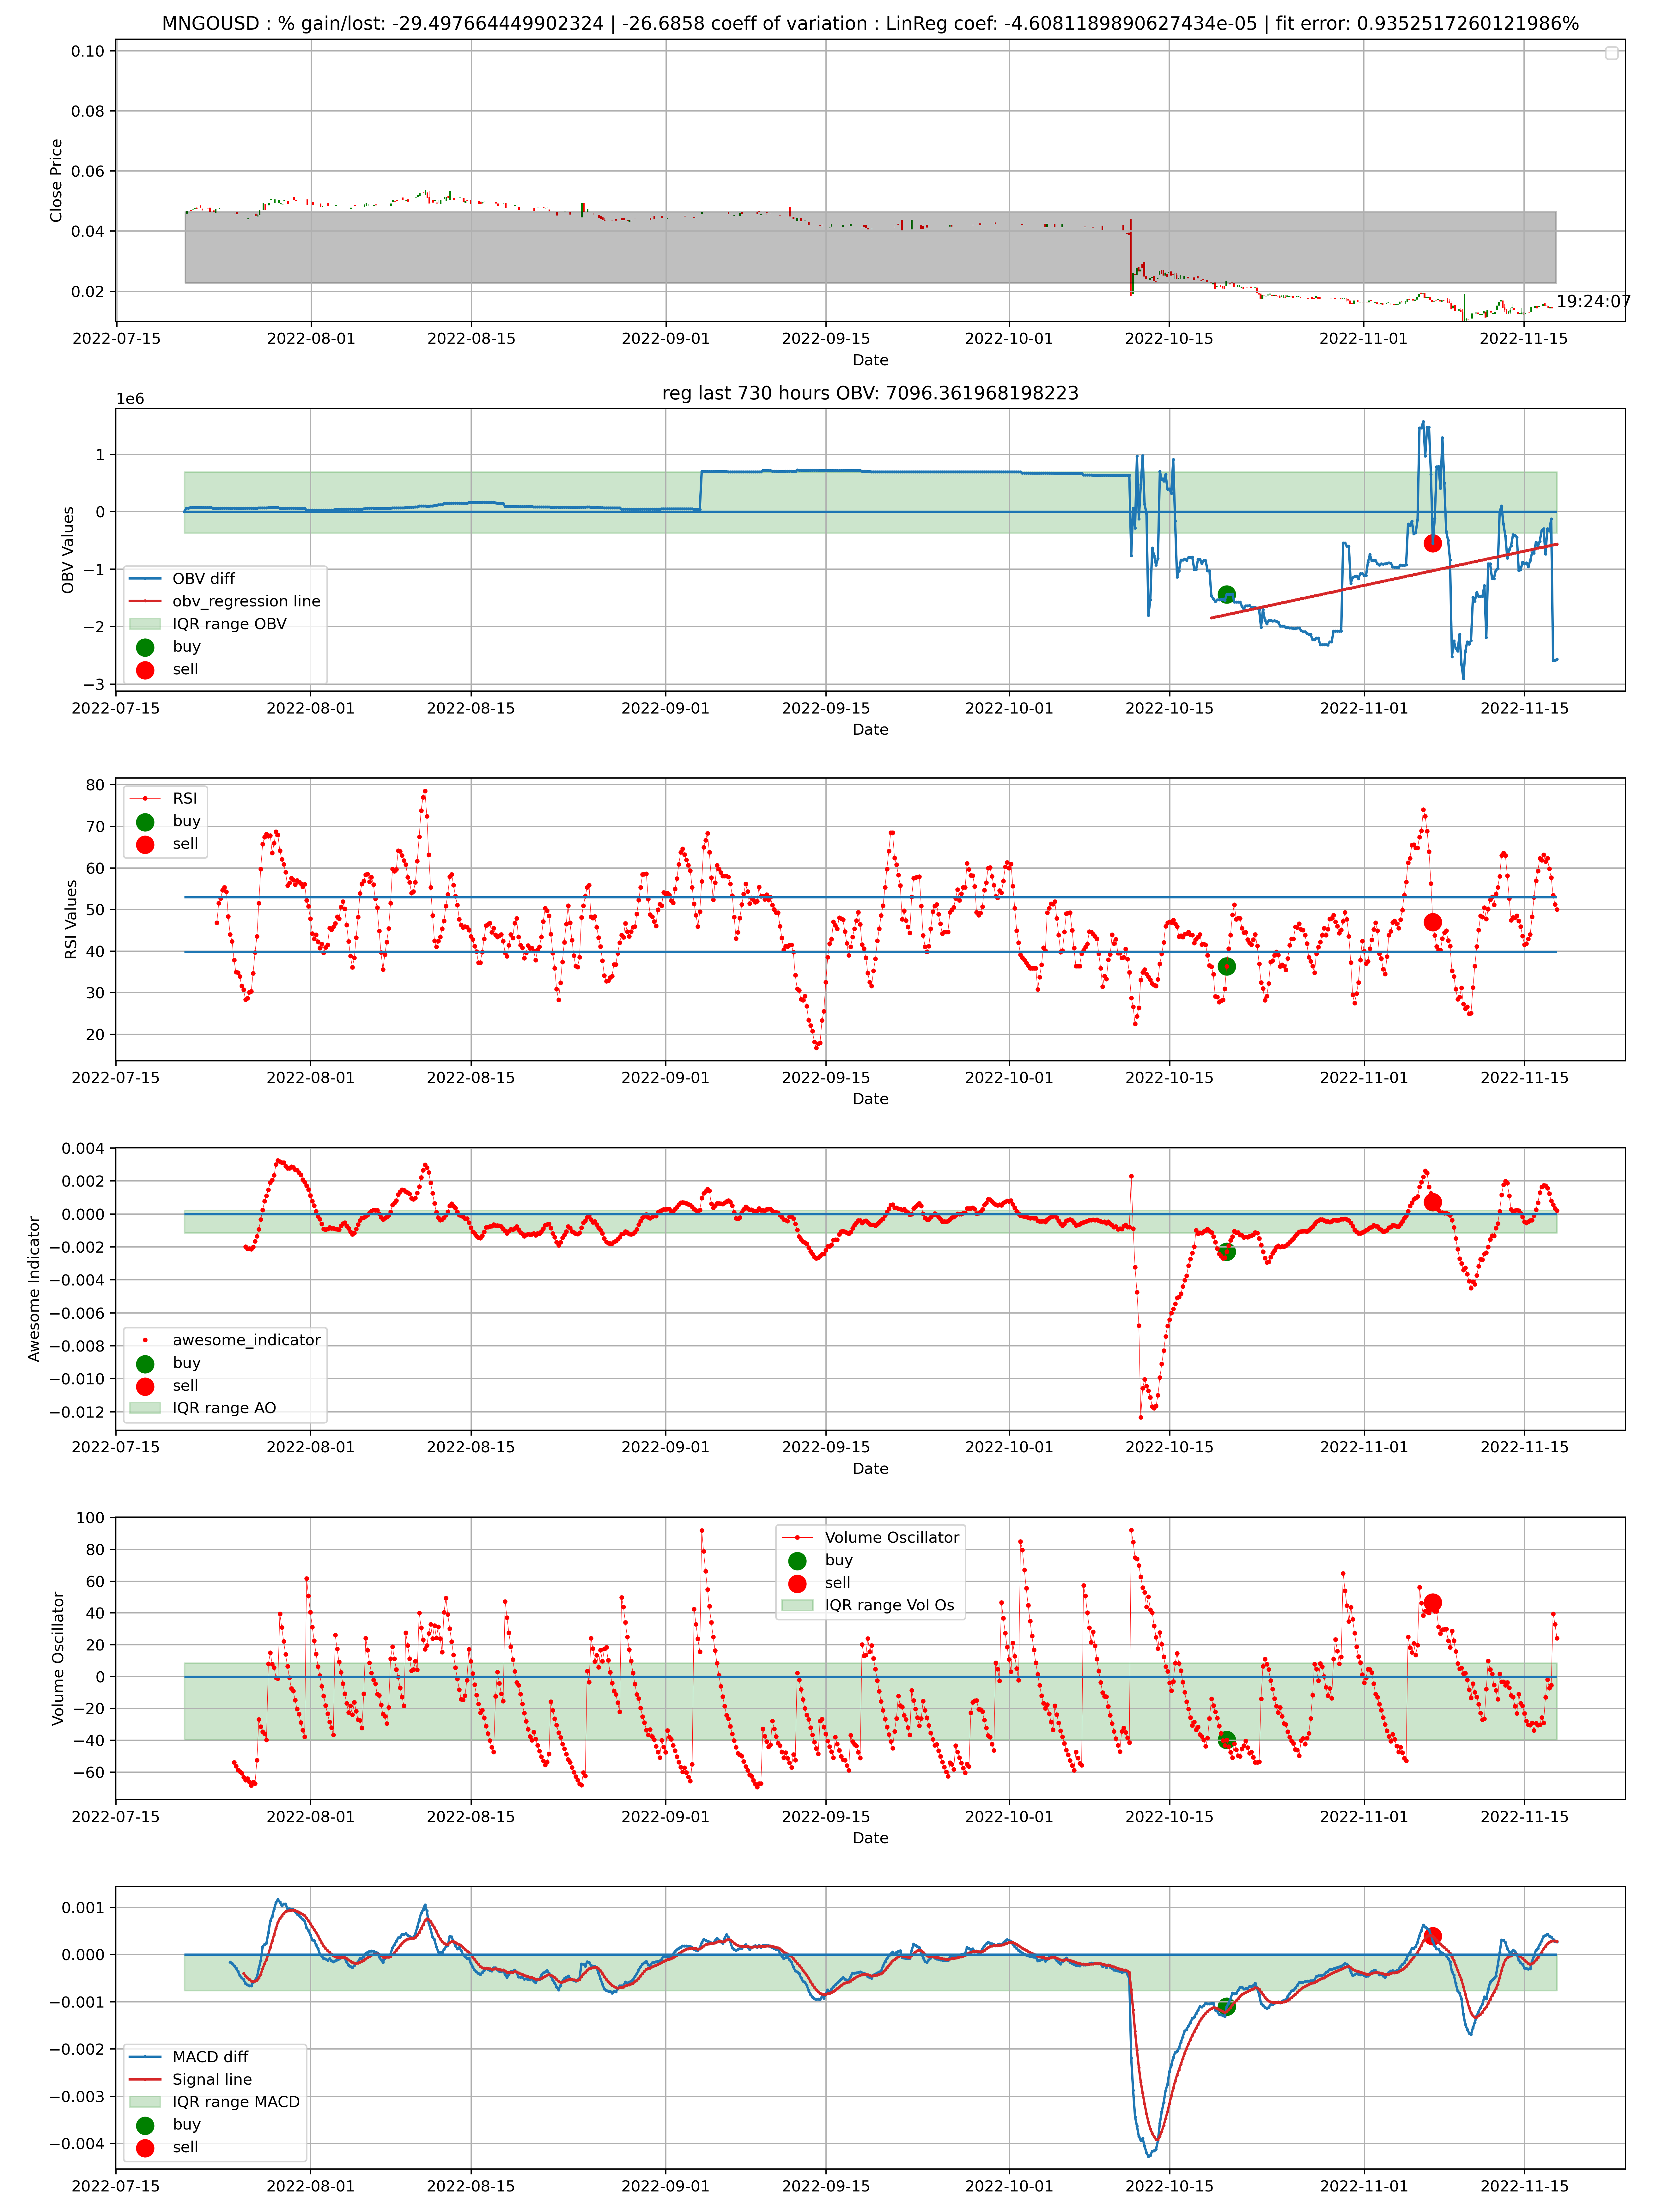 MNGOUSD : % gain/lost: -29.497664449902324 | -26.6858 coeff of variation : LinReg coef: -4.6081189890627434e-05 | fit error: 0.9352517260121986%
0.10
0.08
0.06
0.04
0.02
Close Price
19:24:07
2022-07-15 2022-08-01 2022-08-15 2022-09-01 2022-09-15 2022-10-01 2022-10-15 2022-11-01 2022-11-15
Date
reg last 730 hours OBV: 7096.361968198223
1e6
1
0
−1
−2
−3
OBV Values
OBV diff
obv_regression line
IQR range OBV
buy
sell
2022-07-15 2022-08-01 2022-08-15 2022-09-01 2022-09-15 2022-10-01 2022-10-15 2022-11-01 2022-11-15
Date
80
70
60
50
40
30
20
RSI Values
RSI
buy
sell
2022-07-15 2022-08-01 2022-08-15 2022-09-01 2022-09-15 2022-10-01 2022-10-15 2022-11-01 2022-11-15
Date
0.004
0.002
0.000
−0.002
−0.004
−0.006
−0.008
−0.010
−0.012
Awesome Indicator
awesome_indicator
buy
sell
IQR range AO
2022-07-15 2022-08-01 2022-08-15 2022-09-01 2022-09-15 2022-10-01 2022-10-15 2022-11-01 2022-11-15
Date
100
80
60
40
20
0
−20
−40
−60
Volume Oscillator
Volume Oscillator
buy
sell
IQR range Vol Os
2022-07-15 2022-08-01 2022-08-15 2022-09-01 2022-09-15 2022-10-01 2022-10-15 2022-11-01 2022-11-15
Date
0.001
0.000
−0.001
−0.002
−0.003
−0.004
MACD diff
Signal line
IQR range MACD
buy
sell
2022-07-15 2022-08-01 2022-08-15 2022-09-01 2022-09-15 2022-10-01 2022-10-15 2022-11-01 2022-11-15